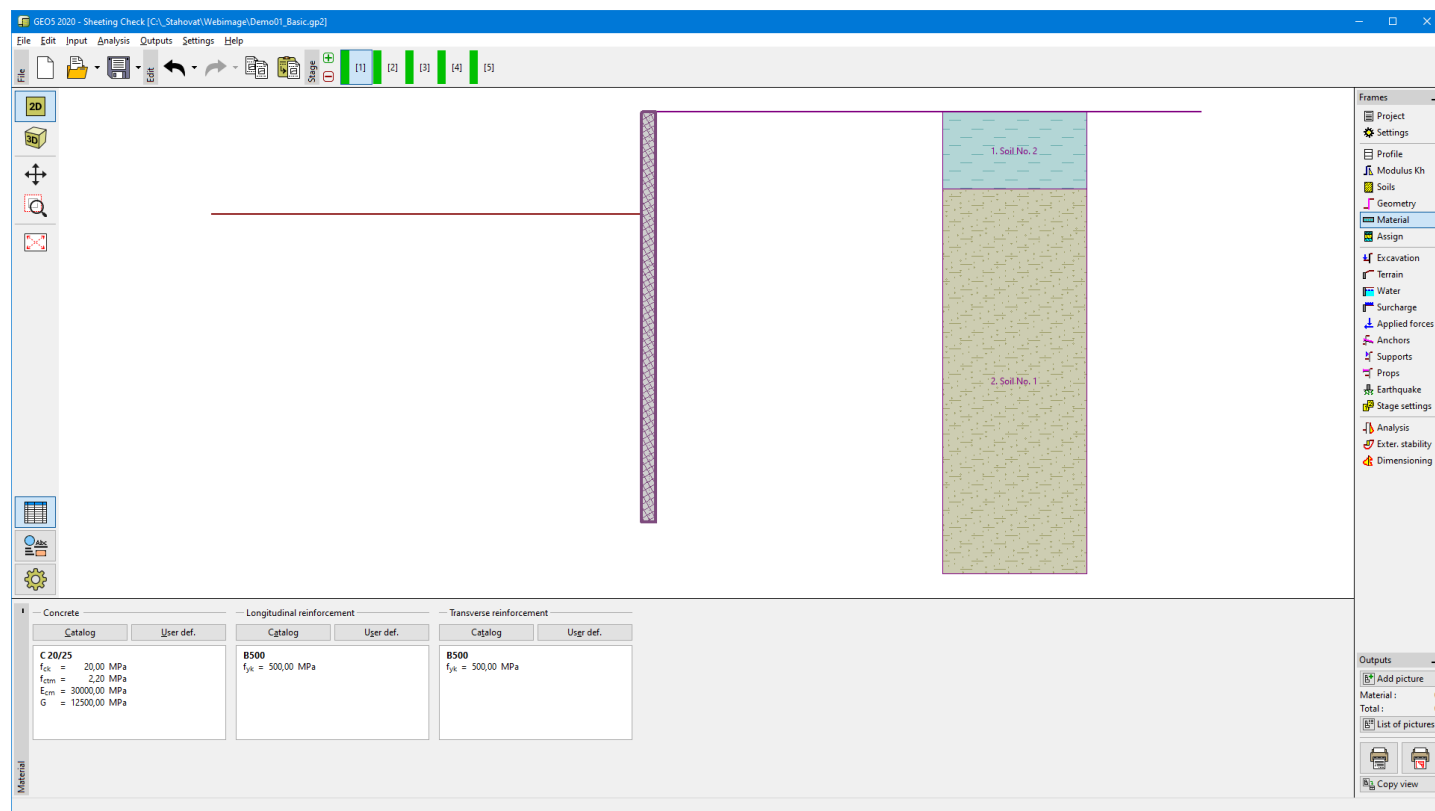 GEO5 2020 - Sheeting Check [C:\_Stahovat\Webimage\Demo01_Basic.gp2]
File Edit Input Analysis Outputs Settings Help
File
Edit
Stage
[1] [2] [3] [4] [5]
2D
3D
Abc
1. Soil No. 2
2. Soil No. 1
Frames
Project
Settings
Profile
Modulus Kh
Soils
Geometry
Material
Assign
Excavation
Terrain
Water
Surcharge
Applied forces
Anchors
Supports
Props
Earthquake
Stage settings
Analysis
Exter. stability
Dimensioning
Outputs
Add picture
Material :
Total :
List of pictures
Copy view
Material
Concrete
Catalog User def.
C 20/25
fck = 20,00 MPa
fctm = 2,20 MPa
Ecm = 30000,00 MPa
G = 12500,00 MPa
Longitudinal reinforcement
Catalog User def.
B500
fyk = 500,00 MPa
Transverse reinforcement
Catalog User def.
B500
fyk = 500,00 MPa